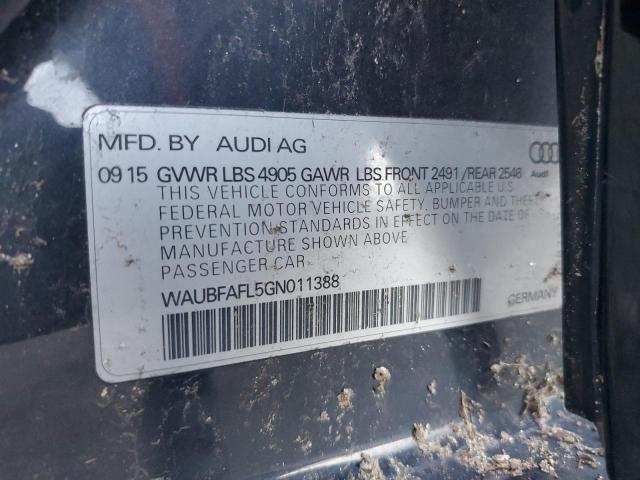 MFD. BY AUDI AG
09 15 GVWR LBS 4905 GAWR LBS FRONT 2491 /REAR 2546
THIS VEHICLE CONFORMS TO ALL APPLICABLE U.S.
FEDERAL MOTOR VEHICLE SAFETY, BUMPER AND THEFT
PREVENTION STANDARDS IN EFFECT ON THE DATE OF
MANUFACTURE SHOWN ABOVE
PASSENGER CAR
WAUBFAFL5GN011388
GERMANY
Audi